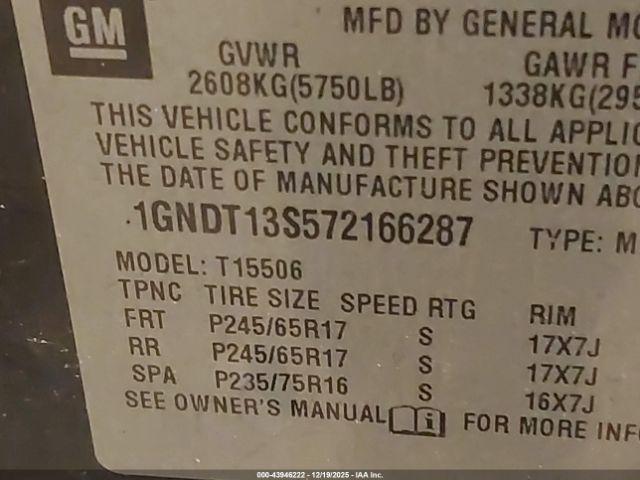 GM
MFD BY GENERAL MO
GVWR GAWR F
2608KG(5750LB) 1338KG(295
THIS VEHICLE CONFORMS TO ALL APPLIC
VEHICLE SAFETY AND THEFT PREVENTION
THE DATE OF MANUFACTURE SHOWN ABO
1GNDT13S572166287 TYPE: M
MODEL: T15506
TPNC TIRE SIZE SPEED RTG RIM
FRT P245/65R17 S 17X7J
RR P245/65R17 S 17X7J
SPA P235/75R16 S 16X7J
SEE OWNER'S MANUAL i FOR MORE INFO
000-43946222 - 12/19/2025 - IAA Inc.